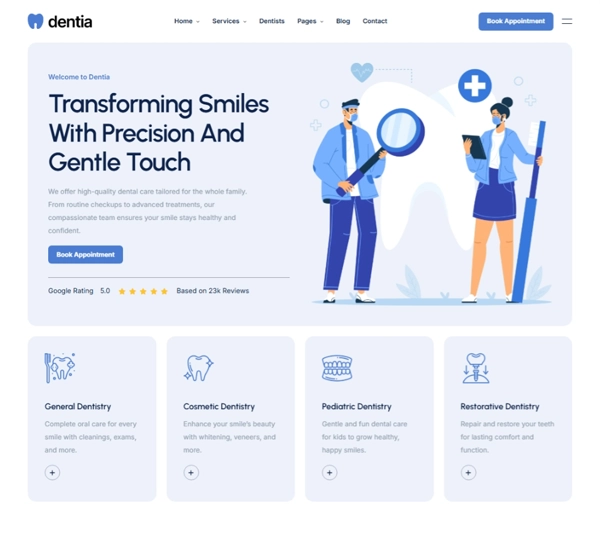 dentia
Home Services Dentists Pages Blog Contact
Book Appointment
Welcome to Dentia
Transforming Smiles
With Precision And
Gentle Touch
We offer high-quality dental care tailored for the whole family.
From routine checkups to advanced treatments, our
compassionate team ensures your smile stays healthy and
confident.
Book Appointment
Google Rating 5.0 Based on 23k Reviews
General Dentistry
Complete oral care for every
smile with cleanings, exams,
and more.
Cosmetic Dentistry
Enhance your smile's beauty
with whitening, veneers, and
more.
Pediatric Dentistry
Gentle and fun dental care
for kids to grow healthy,
happy smiles.
Restorative Dentistry
Repair and restore your teeth
for lasting comfort and
function.